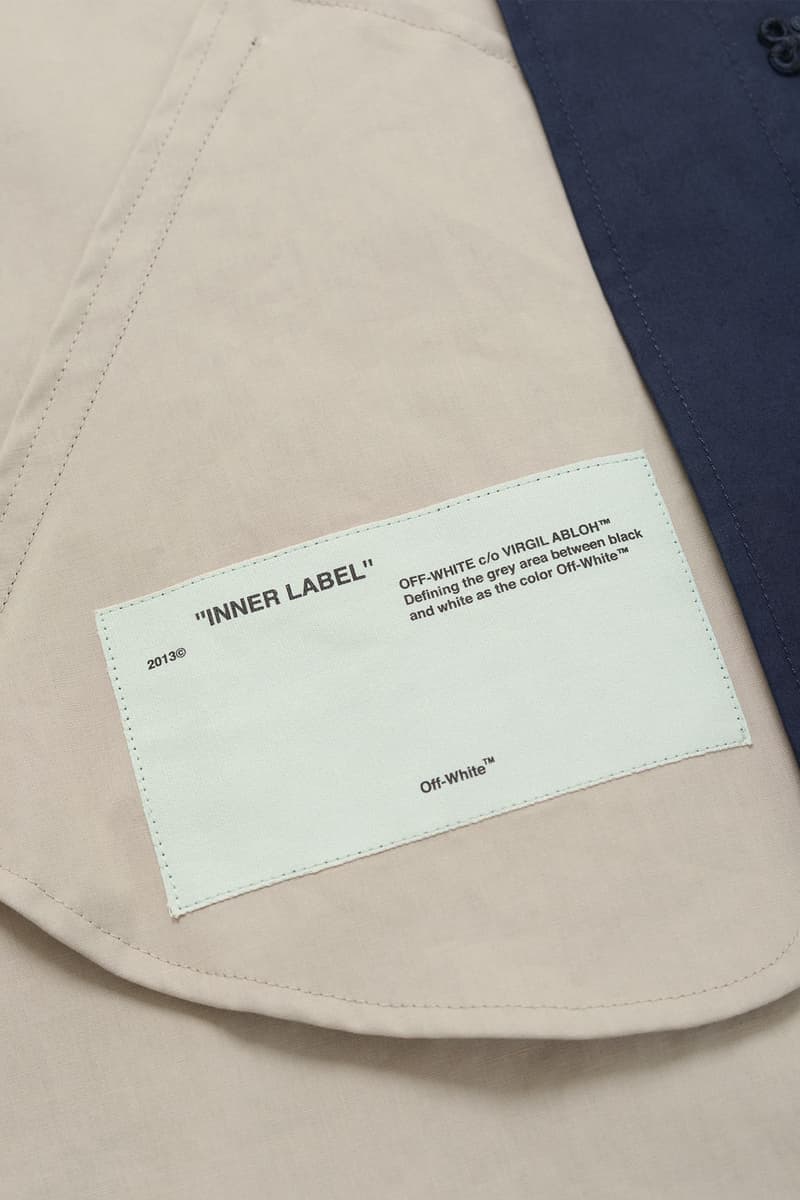 "INNER LABEL"
2013©
OFF-WHITE c/o VIRGIL ABLOH™
Defining the grey area between black
and white as the color Off-White™
Off-White™